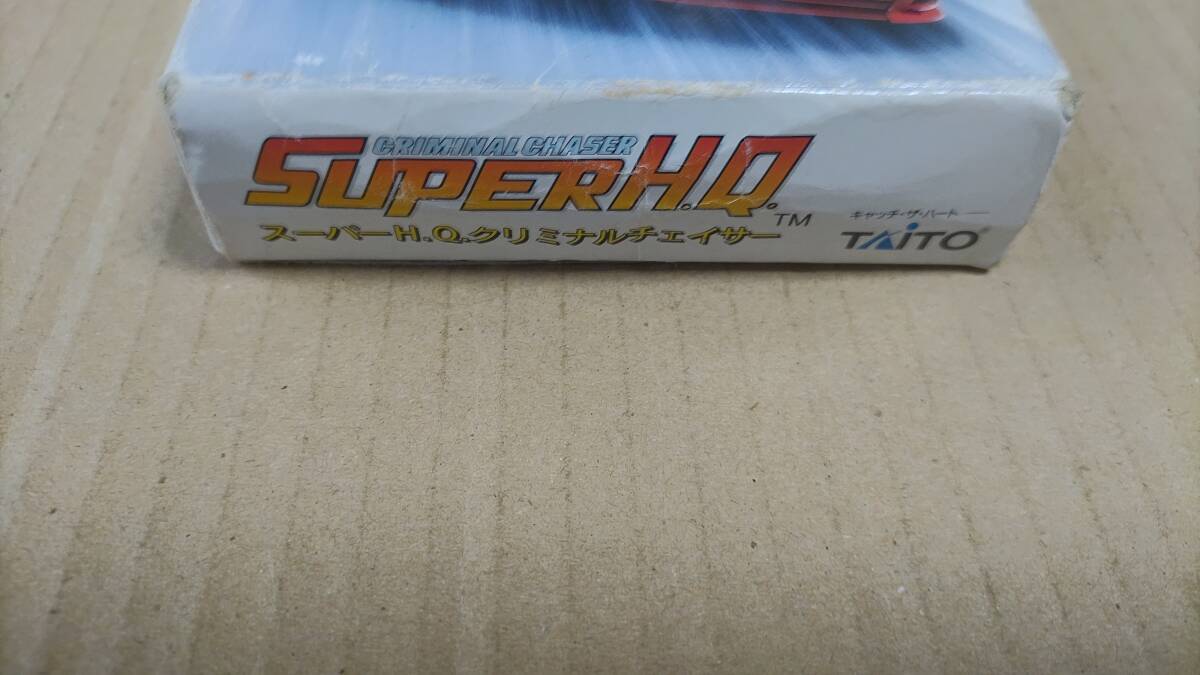 CRIMINAL CHASER
SUPER H.Q.™
スーパーH.Q.クリミナルチェイサー
キャッチ・ザ・ハート
TAITO®